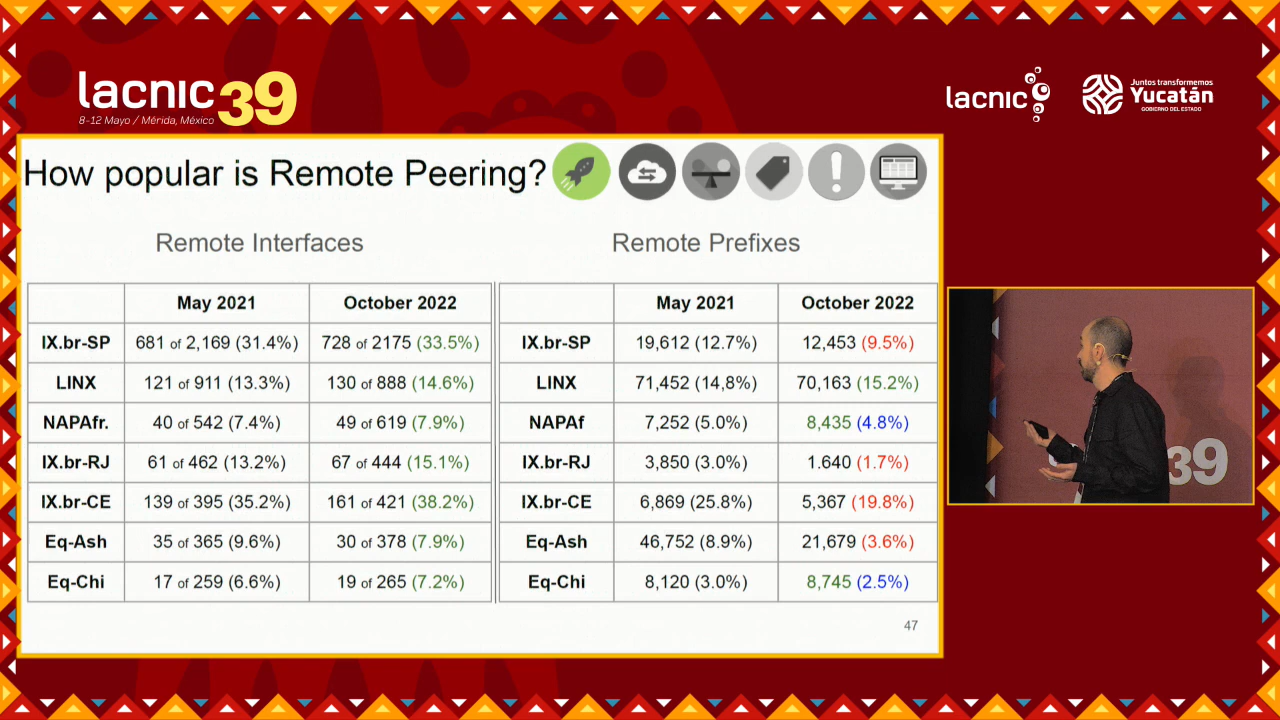 lacnic 39
8-12 Mayo / Mérida, México
lacnic
Juntos transformemos
Yucatán
GOBIERNO DEL ESTADO
How popular is Remote Peering?
Remote Interfaces
May 2021 October 2022
IX.br-SP 681 of 2,169 (31.4%) 728 of 2175 (33.5%)
LINX 121 of 911 (13.3%) 130 of 888 (14.6%)
NAPAfr. 40 of 542 (7.4%) 49 of 619 (7.9%)
IX.br-RJ 61 of 462 (13.2%) 67 of 444 (15.1%)
IX.br-CE 139 of 395 (35.2%) 161 of 421 (38.2%)
Eq-Ash 35 of 365 (9.6%) 30 of 378 (7.9%)
Eq-Chi 17 of 259 (6.6%) 19 of 265 (7.2%)
Remote Prefixes
May 2021 October 2022
IX.br-SP 19,612 (12.7%) 12,453 (9.5%)
LINX 71,452 (14,8%) 70,163 (15.2%)
NAPAf 7,252 (5.0%) 8,435 (4.8%)
IX.br-RJ 3,850 (3.0%) 1.640 (1.7%)
IX.br-CE 6,869 (25.8%) 5,367 (19.8%)
Eq-Ash 46,752 (8.9%) 21,679 (3.6%)
Eq-Chi 8,120 (3.0%) 8,745 (2.5%)
47
39